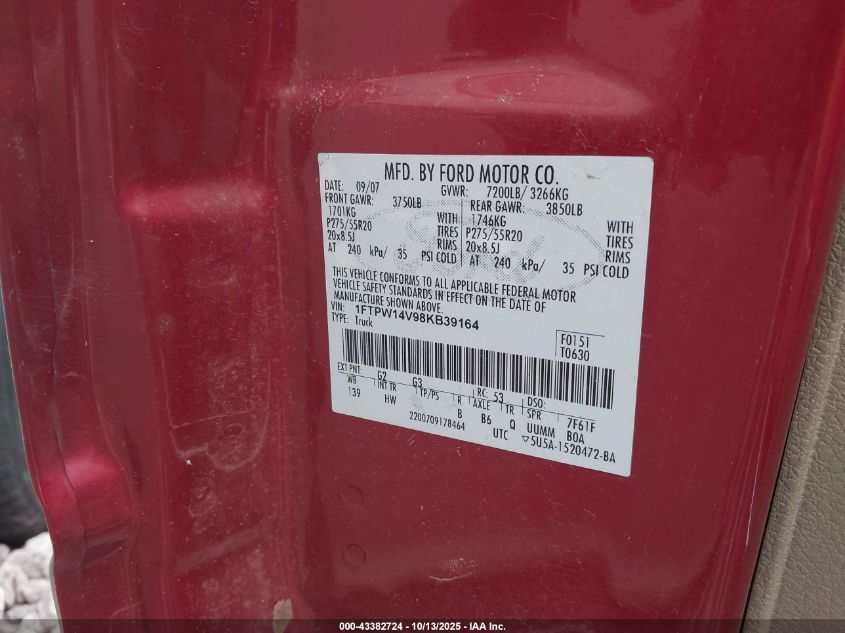 MFD. BY FORD MOTOR CO.
DATE: 09/07 GVWR: 7200LB/ 3266KG
FRONT GAWR: 3750LB REAR GAWR: 3850LB
1701KG WITH 1746KG WITH
P275/55R20 TIRES P275/55R20 TIRES
20x8.5J RIMS 20x8.5J RIMS
AT 240 kPa/ 35 PSI COLD AT 240 kPa/ 35 PSI COLD
THIS VEHICLE CONFORMS TO ALL APPLICABLE FEDERAL MOTOR
VEHICLE SAFETY STANDARDS IN EFFECT ON THE DATE OF
MANUFACTURE SHOWN ABOVE.
VIN: 1FTPW14V98KB39164
TYPE: Truck
F0151
T0630
EXT PNT: G2 G3 RC: 53 DSO:
WB INT TR TP/PS R AXLE TR SPR 7F61F
139 HW B B6 Q UUMM BOA
2200709178464 UTC ▽5U5A-1520472-BA
000-43382724 - 10/13/2025 - IAA Inc.